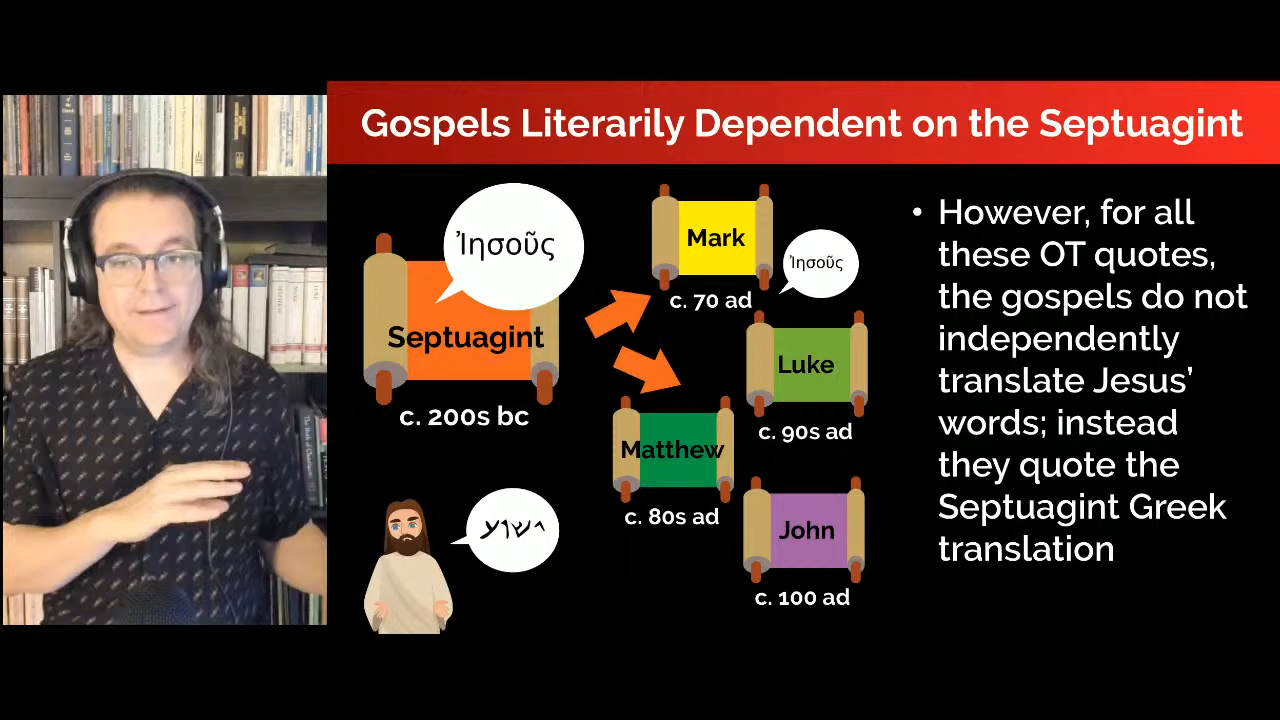 Gospels Literarily Dependent on the Septuagint
Ἰησοῦς
Septuagint
c. 200s bc
Mark
Ἰησοῦς
c. 70 ad
Luke
c. 90s ad
Matthew
c. 80s ad
John
c. 100 ad
ישוע
• However, for all
these OT quotes,
the gospels do not
independently
translate Jesus’
words; instead
they quote the
Septuagint Greek
translation